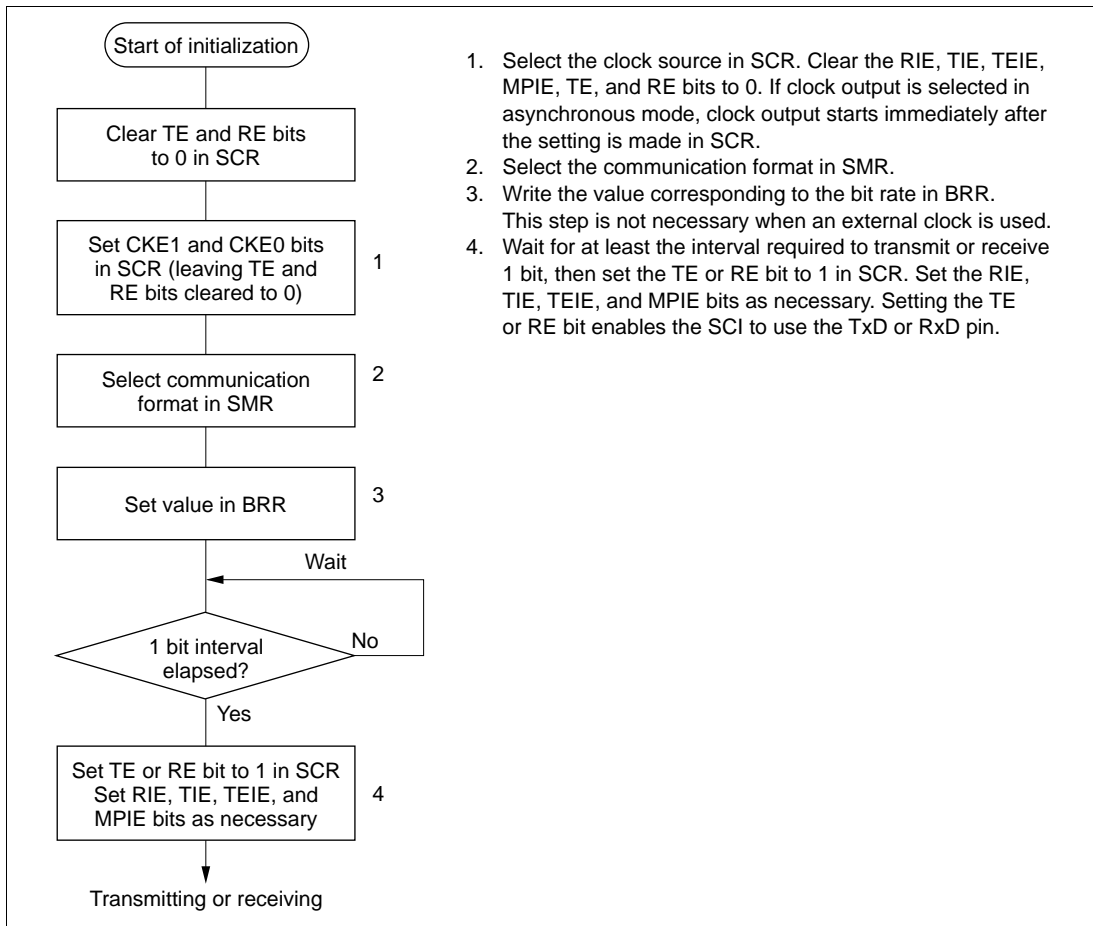 Start of initialization
Clear TE and RE bits
to 0 in SCR
Set CKE1 and CKE0 bits
in SCR (leaving TE and
RE bits cleared to 0)
1
Select communication
format in SMR
2
Set value in BRR
3
Wait
1 bit interval
elapsed?
No
Yes
Set TE or RE bit to 1 in SCR
Set RIE, TIE, TEIE, and
MPIE bits as necessary
4
Transmitting or receiving
1. Select the clock source in SCR. Clear the RIE, TIE, TEIE,
MPIE, TE, and RE bits to 0. If clock output is selected in
asynchronous mode, clock output starts immediately after
the setting is made in SCR.
2. Select the communication format in SMR.
3. Write the value corresponding to the bit rate in BRR.
This step is not necessary when an external clock is used.
4. Wait for at least the interval required to transmit or receive
1 bit, then set the TE or RE bit to 1 in SCR. Set the RIE,
TIE, TEIE, and MPIE bits as necessary. Setting the TE
or RE bit enables the SCI to use the TxD or RxD pin.